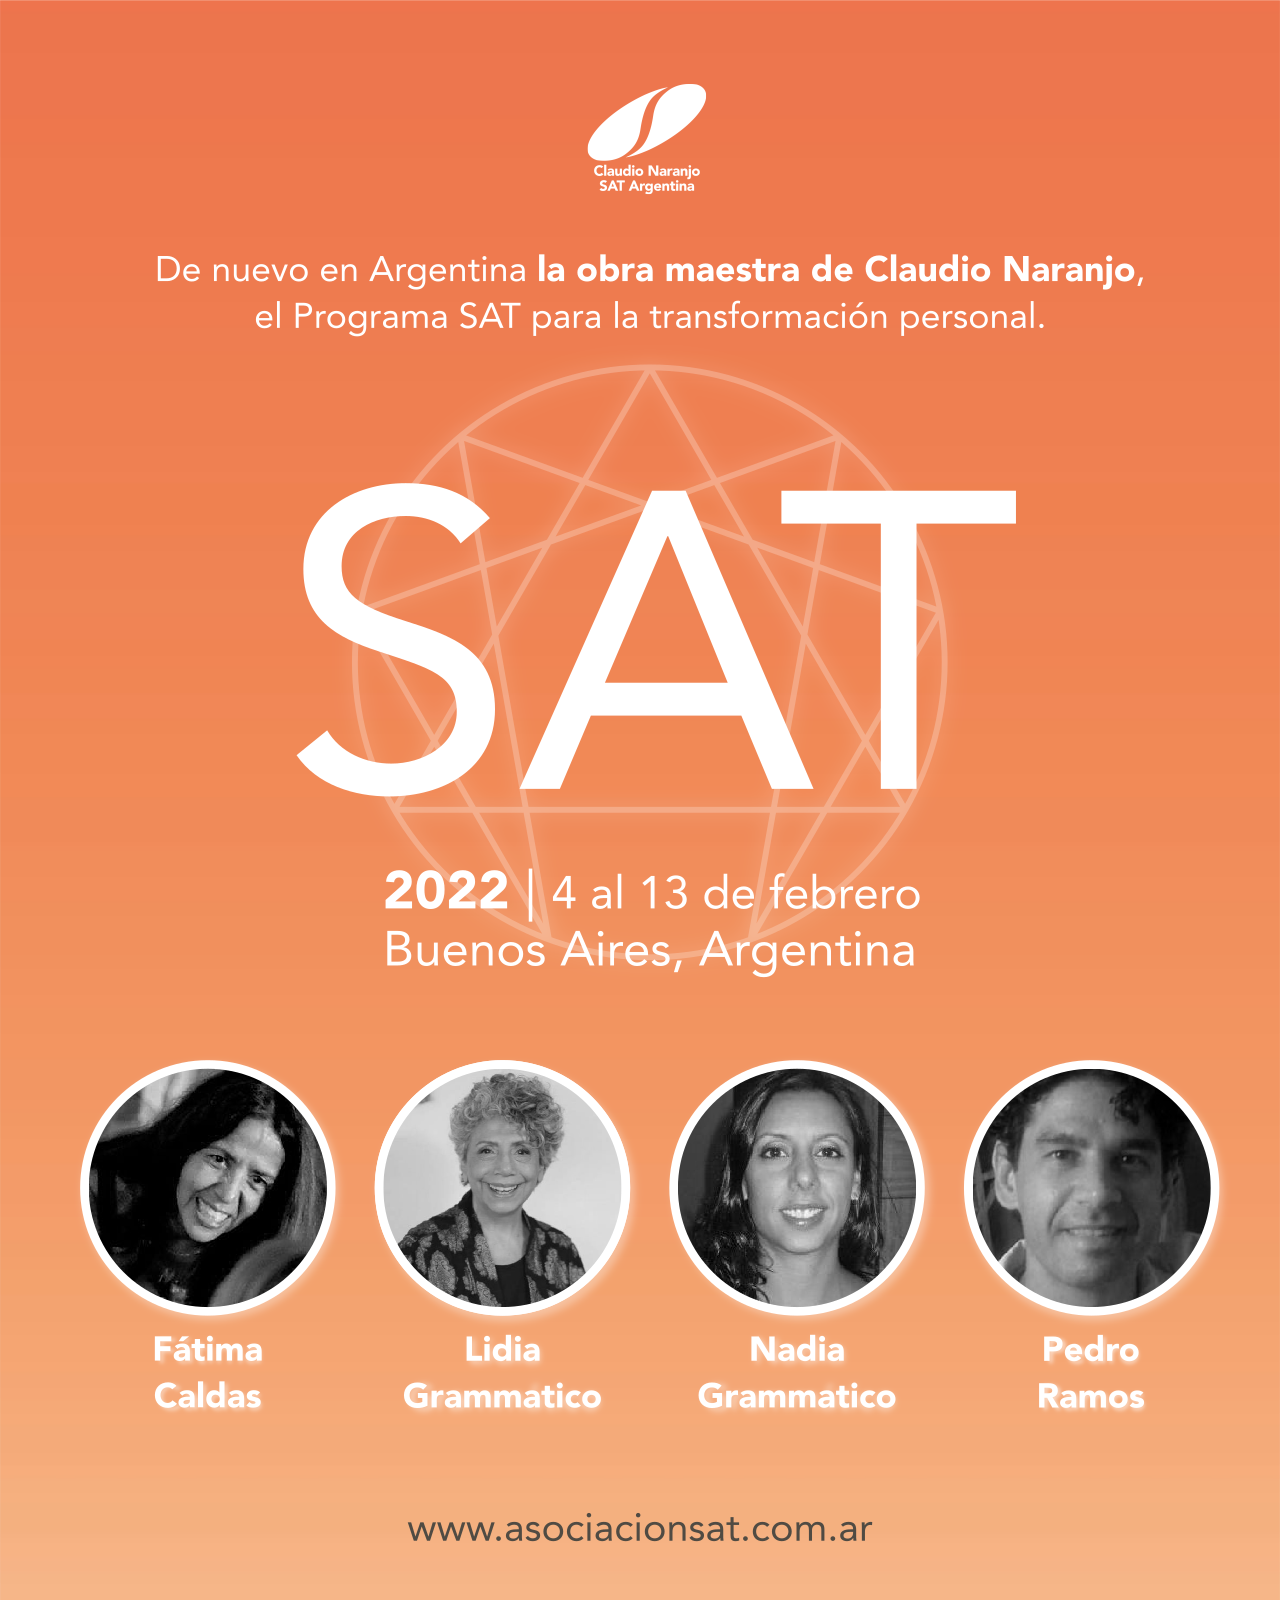 Claudio Naranjo
SAT Argentina
De nuevo en Argentina la obra maestra de Claudio Naranjo,
el Programa SAT para la transformación personal.
SAT
2022 | 4 al 13 de febrero
Buenos Aires, Argentina
Fátima
Caldas
Lidia
Grammatico
Nadia
Grammatico
Pedro
Ramos
www.asociacionsat.com.ar